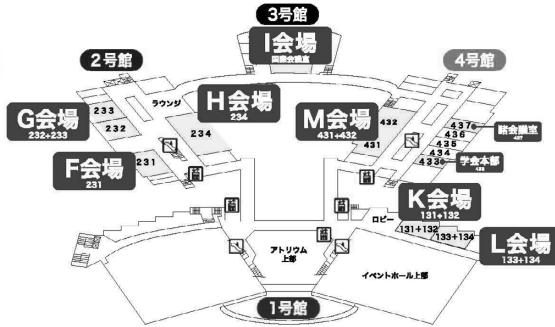 3号館
I会場
国際会議室
2号館
4号館
G会場
232+233
233
232
ラウンジ
H会場
234
234
M会場
431+432
432
431
437
436
435
434
433
諸会議室
437
学会本部
433
F会場
231
231
K会場
131+132
ロビー
131+132
133+134
L会場
133+134
アトリウム
上部
イベントホール上部
1号館